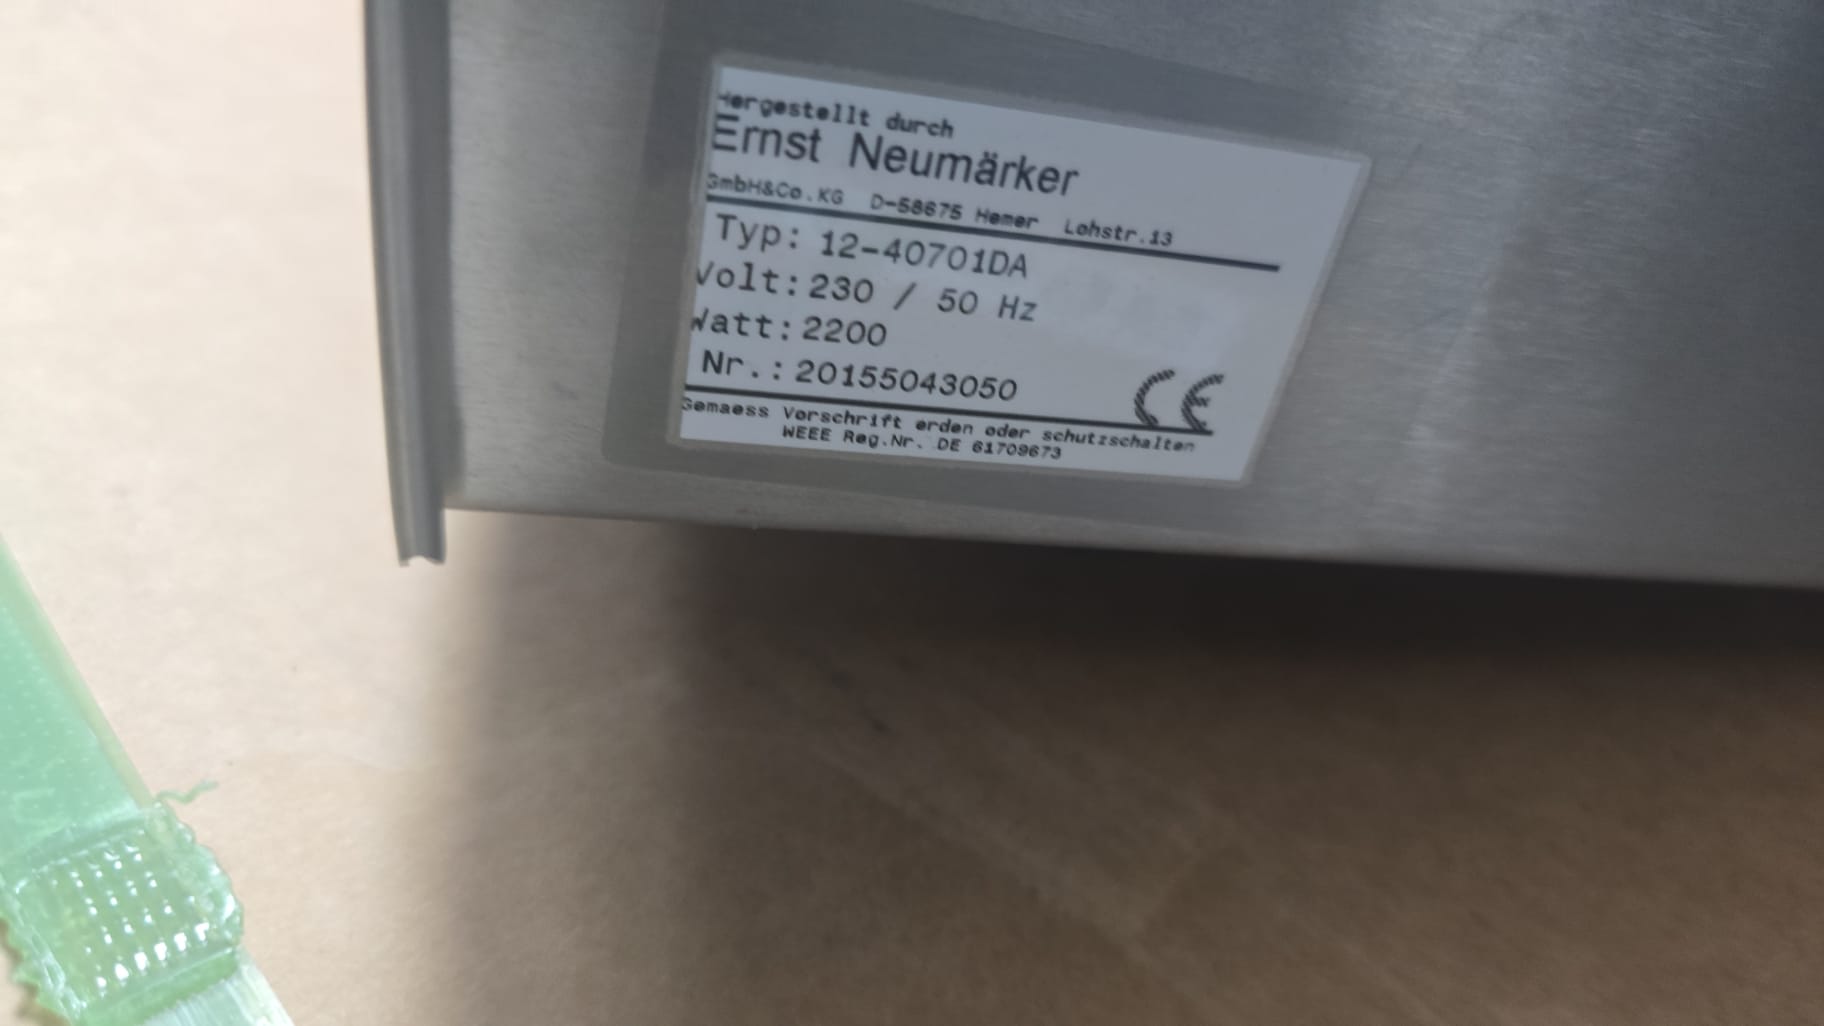 Hergestellt durch
Ernst Neumärker
GmbH&Co.KG D-58675 Hemer Lohstr.13
Typ: 12-40701DA
Volt: 230 / 50 Hz
Watt: 2200
Nr.: 20155043050
CE
Gemaess Vorschrift erden oder schutzschalten
WEEE Reg.Nr. DE 61709673